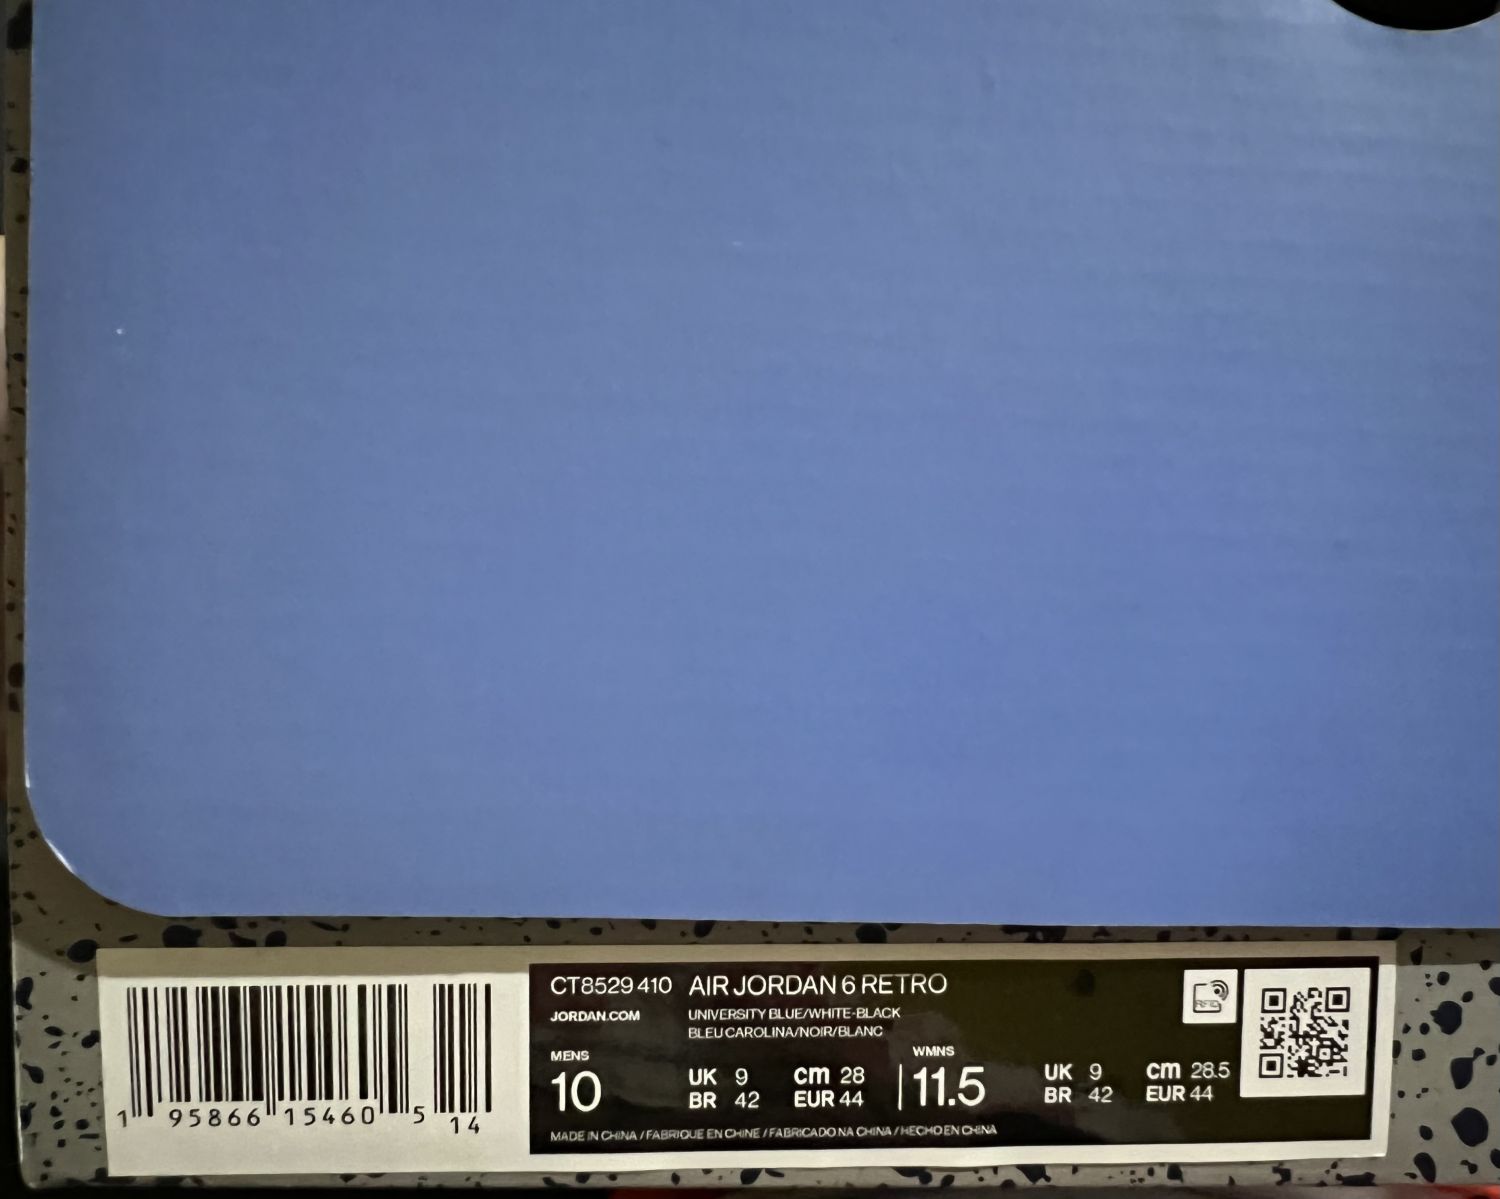 CT8529 410 AIR JORDAN 6 RETRO
JORDAN.COM UNIVERSITY BLUE/WHITE-BLACK
BLEU CAROLINA/NOIR/BLANC
MENS WMNS
10 UK 9 cm 28 11.5 UK 9 cm 28.5
BR 42 EUR 44 BR 42 EUR 44
MADE IN CHINA / FABRIQUE EN CHINE / FABRICADO NA CHINA / HECHO EN CHINA
1 95866 15460 5 14
RFID